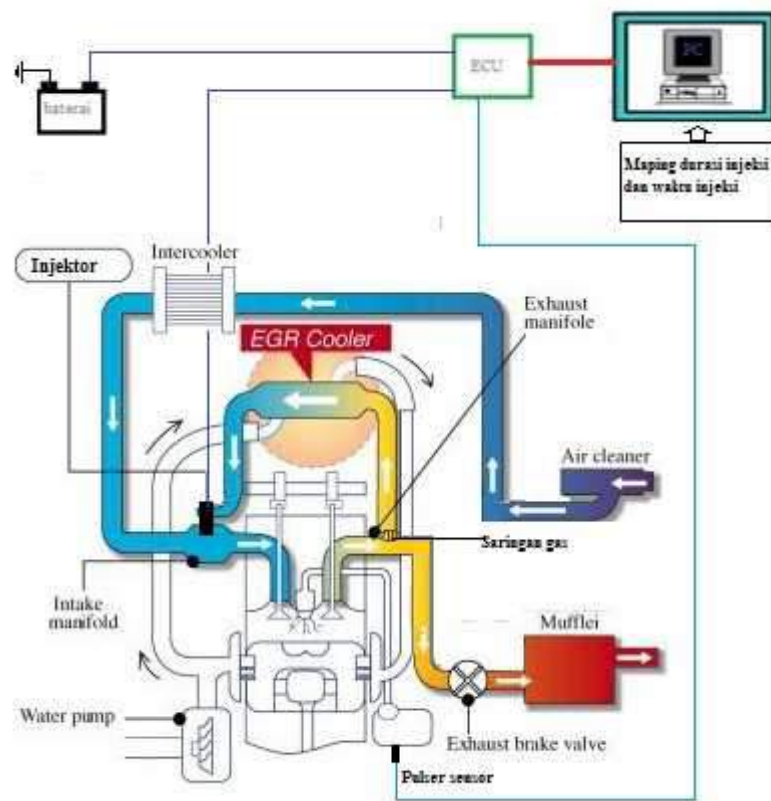 baterai
ECU
PC
Maping durasi injeksi
dan waktu injeksi
Injektor
Intercooler
Exhaust
manifole
EGR Cooler
Air cleaner
Saringan gas
Intake
manifold
Mufflei
Water pump
Exhaust brake valve
Pulser sensor